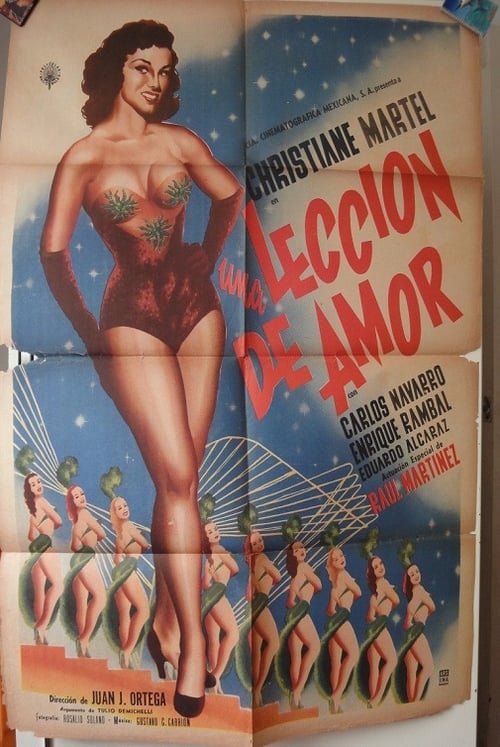 CIA. CINEMATOGRAFICA MEXICANA, S. A. presenta a
CHRISTIANE MARTEL
en
una LECCION
DE AMOR
con
CARLOS NAVARRO
ENRIQUE RAMBAL
EDUARDO ALCARAZ
Actuación Especial de
RAUL MARTINEZ
Dirección de JUAN J. ORTEGA
Argumento de TULIO DEMICHELLI
Fotografía: ROSALIO SOLANO - Música: GUSTAVO C. CARRION